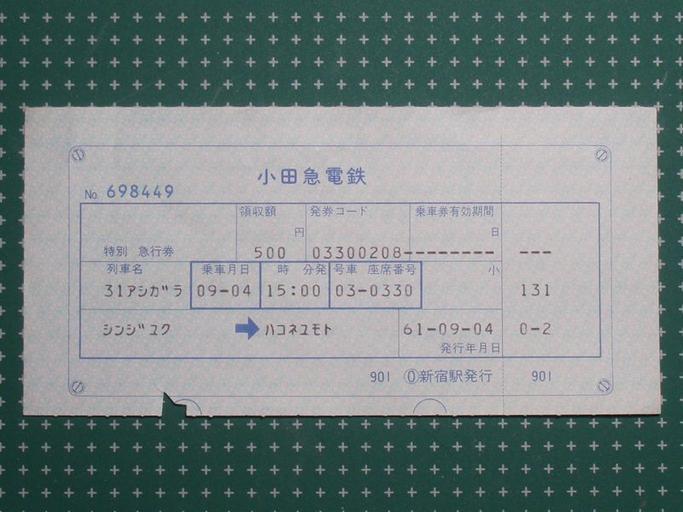 小田急電鉄
No. 698449
領収額 発券コード 乗車券有効期間
円 日
特別 急行券 500 03300208-------- ---
列車名 乗車月日 時 分発 号車 座席番号 小
31アシガラ 09-04 15:00 03-0330 131
シンジユク ➡ ハコネユモト 61-09-04 0-2
発行年月日
901 ⓪新宿駅発行 901